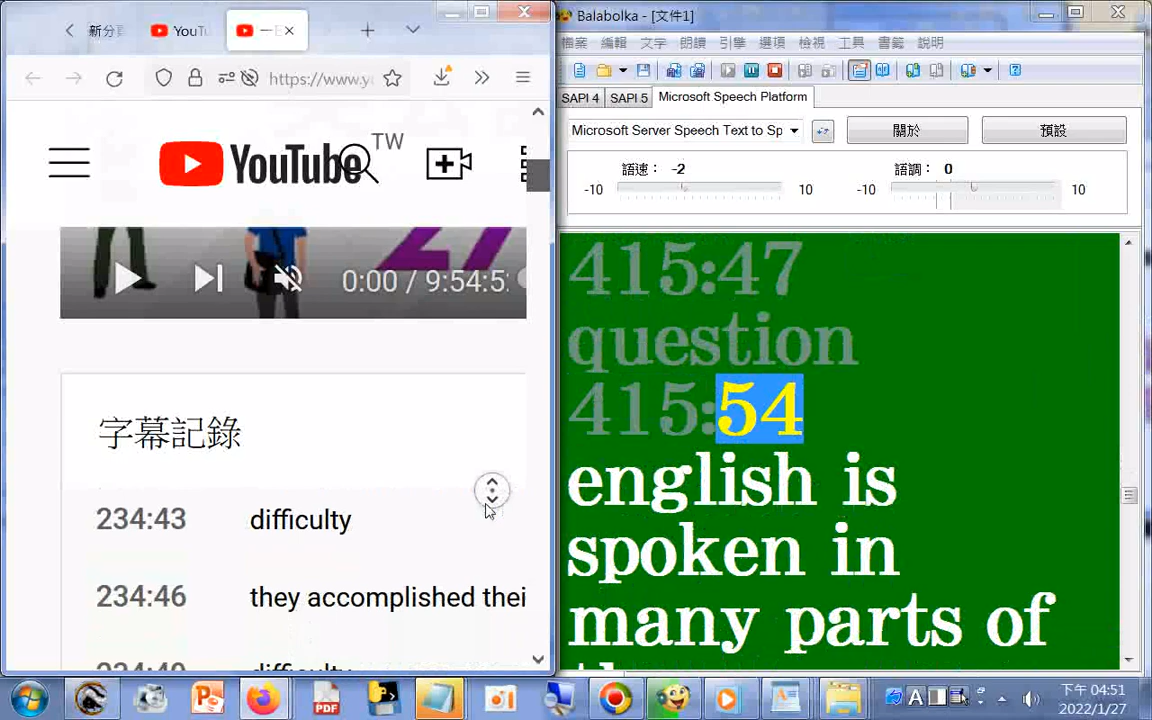 新分
YouTu
一E
https://www.yo
YouTube
TW
0:00 / 9:54:5
字幕記錄
234:43
difficulty
234:46
they accomplished thei
Balabolka - [文件1]
檔案 編輯 文字 朗讀 引擎 選項 檢視 工具 書籤 說明
SAPI 4
SAPI 5
Microsoft Speech Platform
Microsoft Server Speech Text to Sp
關於
預設
語速： -2
-10
10
語調： 0
-10
10
415:47
question
415:54
english is
spoken in
many parts of
PDF
A
下午 04:51
2022/1/27